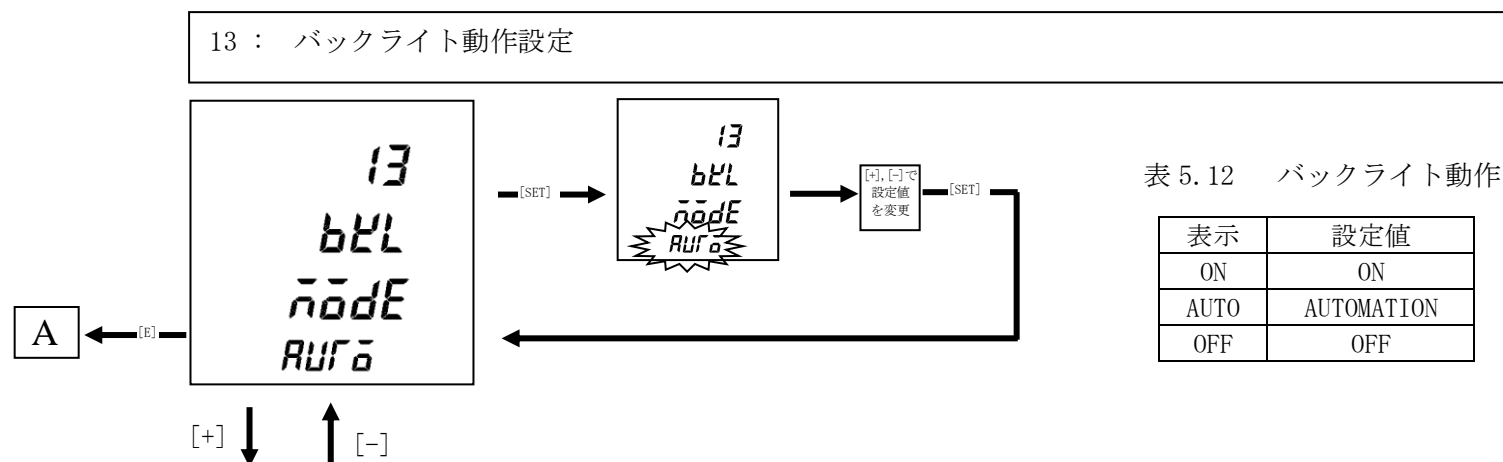 13 : バックライト動作設定
13
bKL
modE
AUTo
[SET]
13
bKL
modE
AUTo
[+],[-]で
設定値
を変更
[SET]
A
[E]
[+]
[-]
表 5.12 バックライト動作
表示 設定値
ON ON
AUTO AUTOMATION
OFF OFF